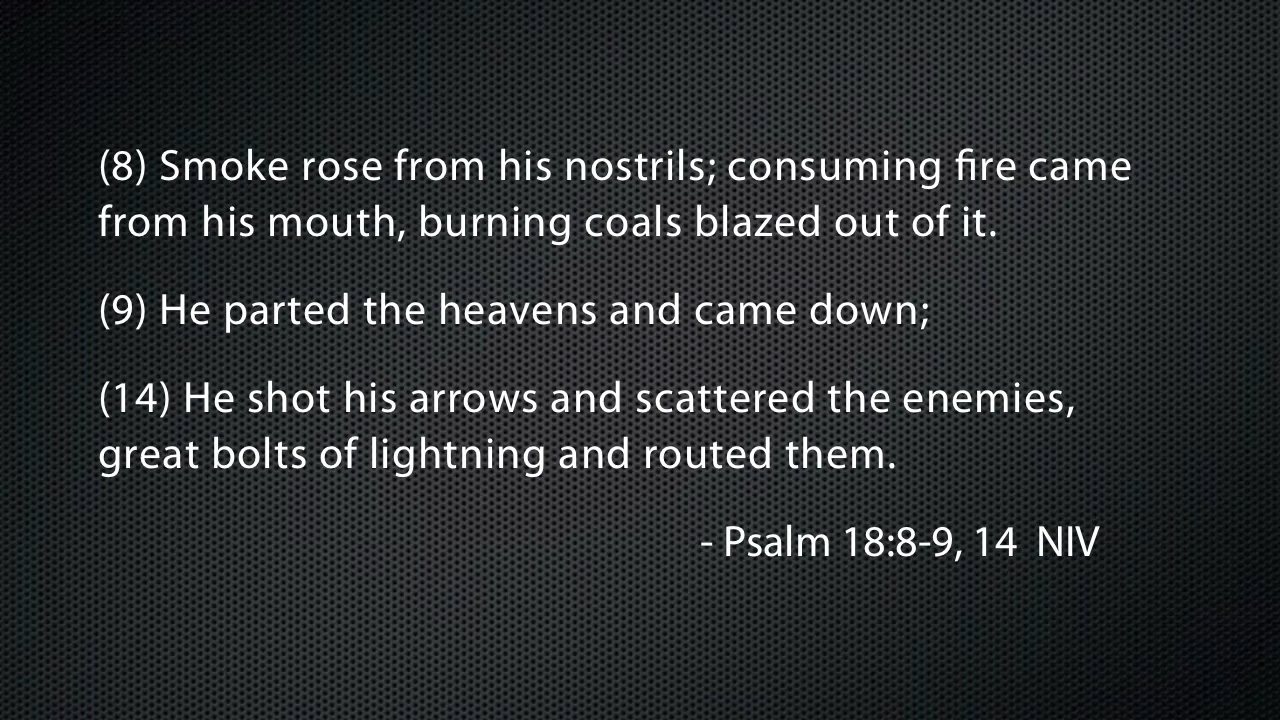 (8) Smoke rose from his nostrils; consuming fire came
from his mouth, burning coals blazed out of it.
(9) He parted the heavens and came down;
(14) He shot his arrows and scattered the enemies,
great bolts of lightning and routed them.
- Psalm 18:8-9, 14 NIV